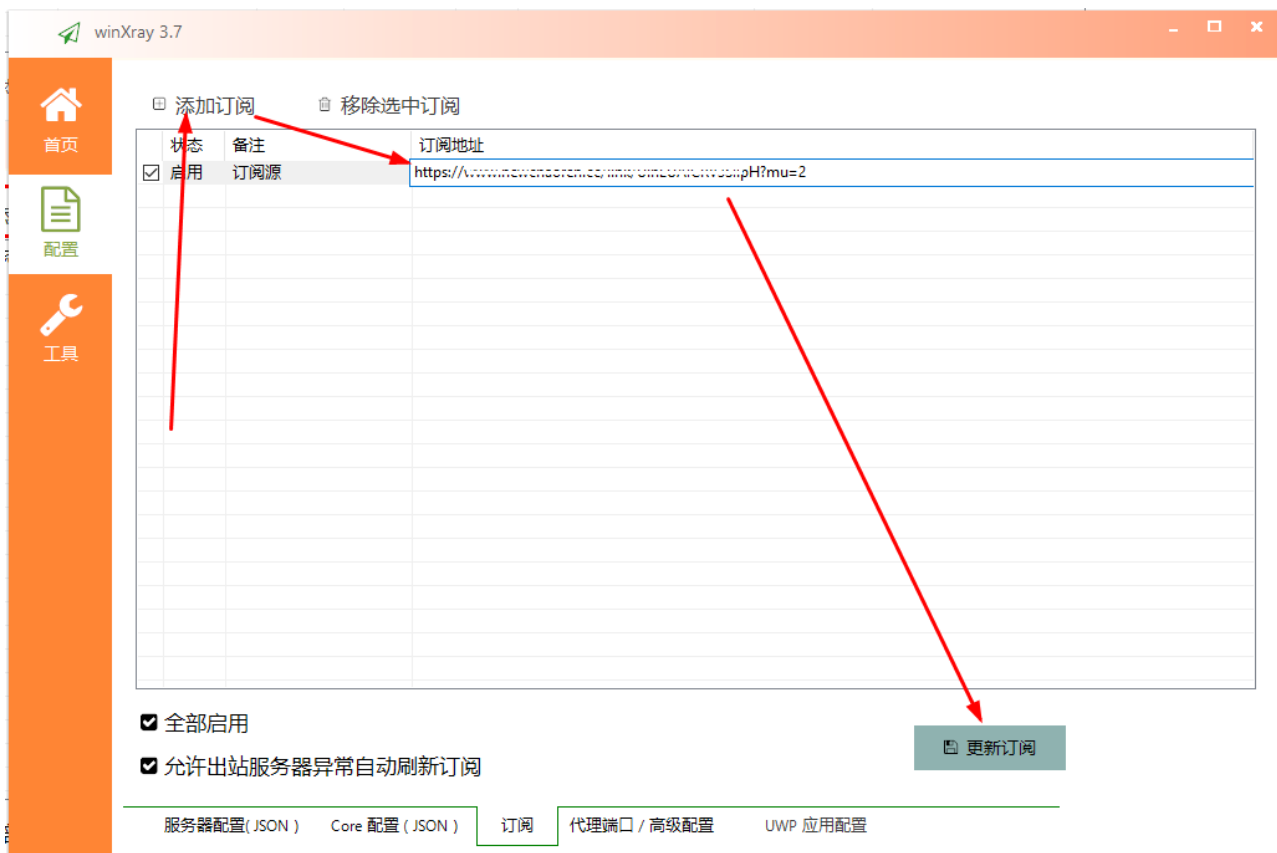 winXray 3.7
首页
配置
工具
添加订阅 移除选中订阅
状态 备注 订阅地址
启用 订阅源 https:// pH?mu=2
全部启用
允许出站服务器异常自动刷新订阅
更新订阅
服务器配置( JSON ) Core 配置 ( JSON ) 订阅 代理端口 / 高级配置 UWP 应用配置